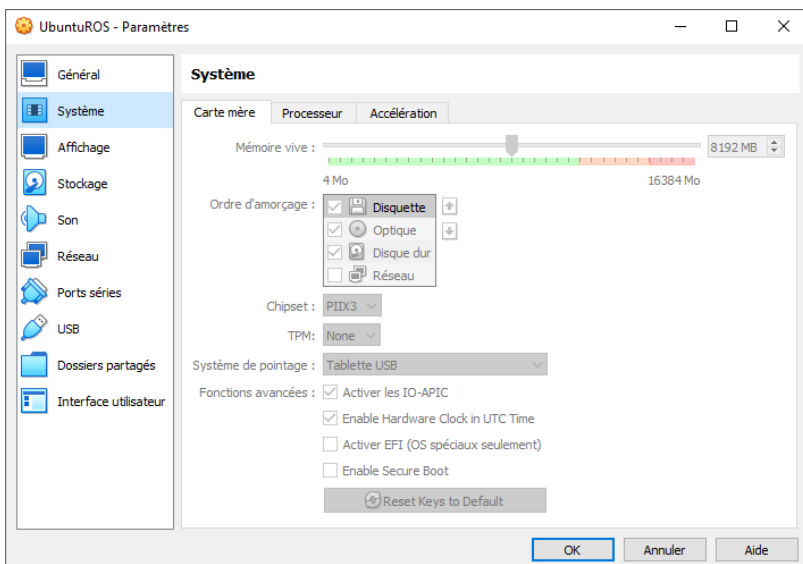 UbuntuROS - Paramètres
Général
Système
Affichage
Stockage
Son
Réseau
Ports séries
USB
Dossiers partagés
Interface utilisateur
Système
Carte mère Processeur Accélération
Mémoire vive : 8192 MB
4 Mo 16384 Mo
Ordre d'amorçage : Disquette
Optique
Disque dur
Réseau
Chipset : PIIX3
TPM: None
Système de pointage : Tablette USB
Fonctions avancées : Activer les IO-APIC
Enable Hardware Clock in UTC Time
Activer EFI (OS spéciaux seulement)
Enable Secure Boot
Reset Keys to Default
OK Annuler Aide